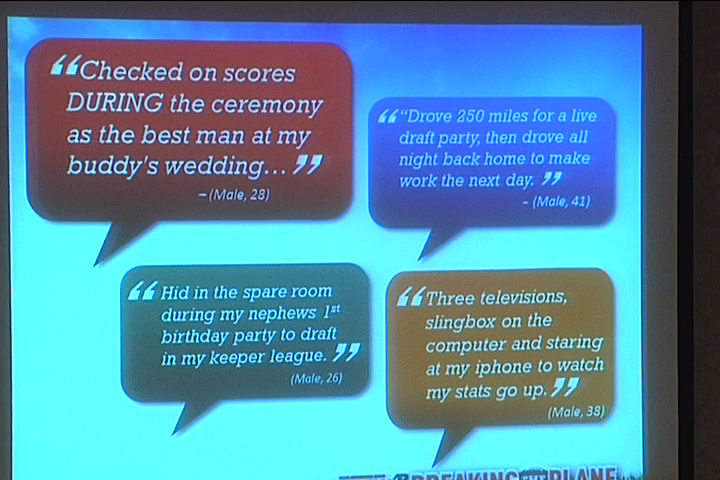 “Checked on scores
DURING the ceremony
as the best man at my
buddy's wedding...”
– (Male, 28)
“"Drove 250 miles for a live
draft party, then drove all
night back home to make
work the next day. ”
– (Male, 41)
“Hid in the spare room
during my nephews 1st
birthday party to draft
in my keeper league. ”
(Male, 26)
“Three televisions,
slingbox on the
computer and staring
at my iphone to watch
my stats go up.”
(Male, 38)
BREAKING THE PLANE